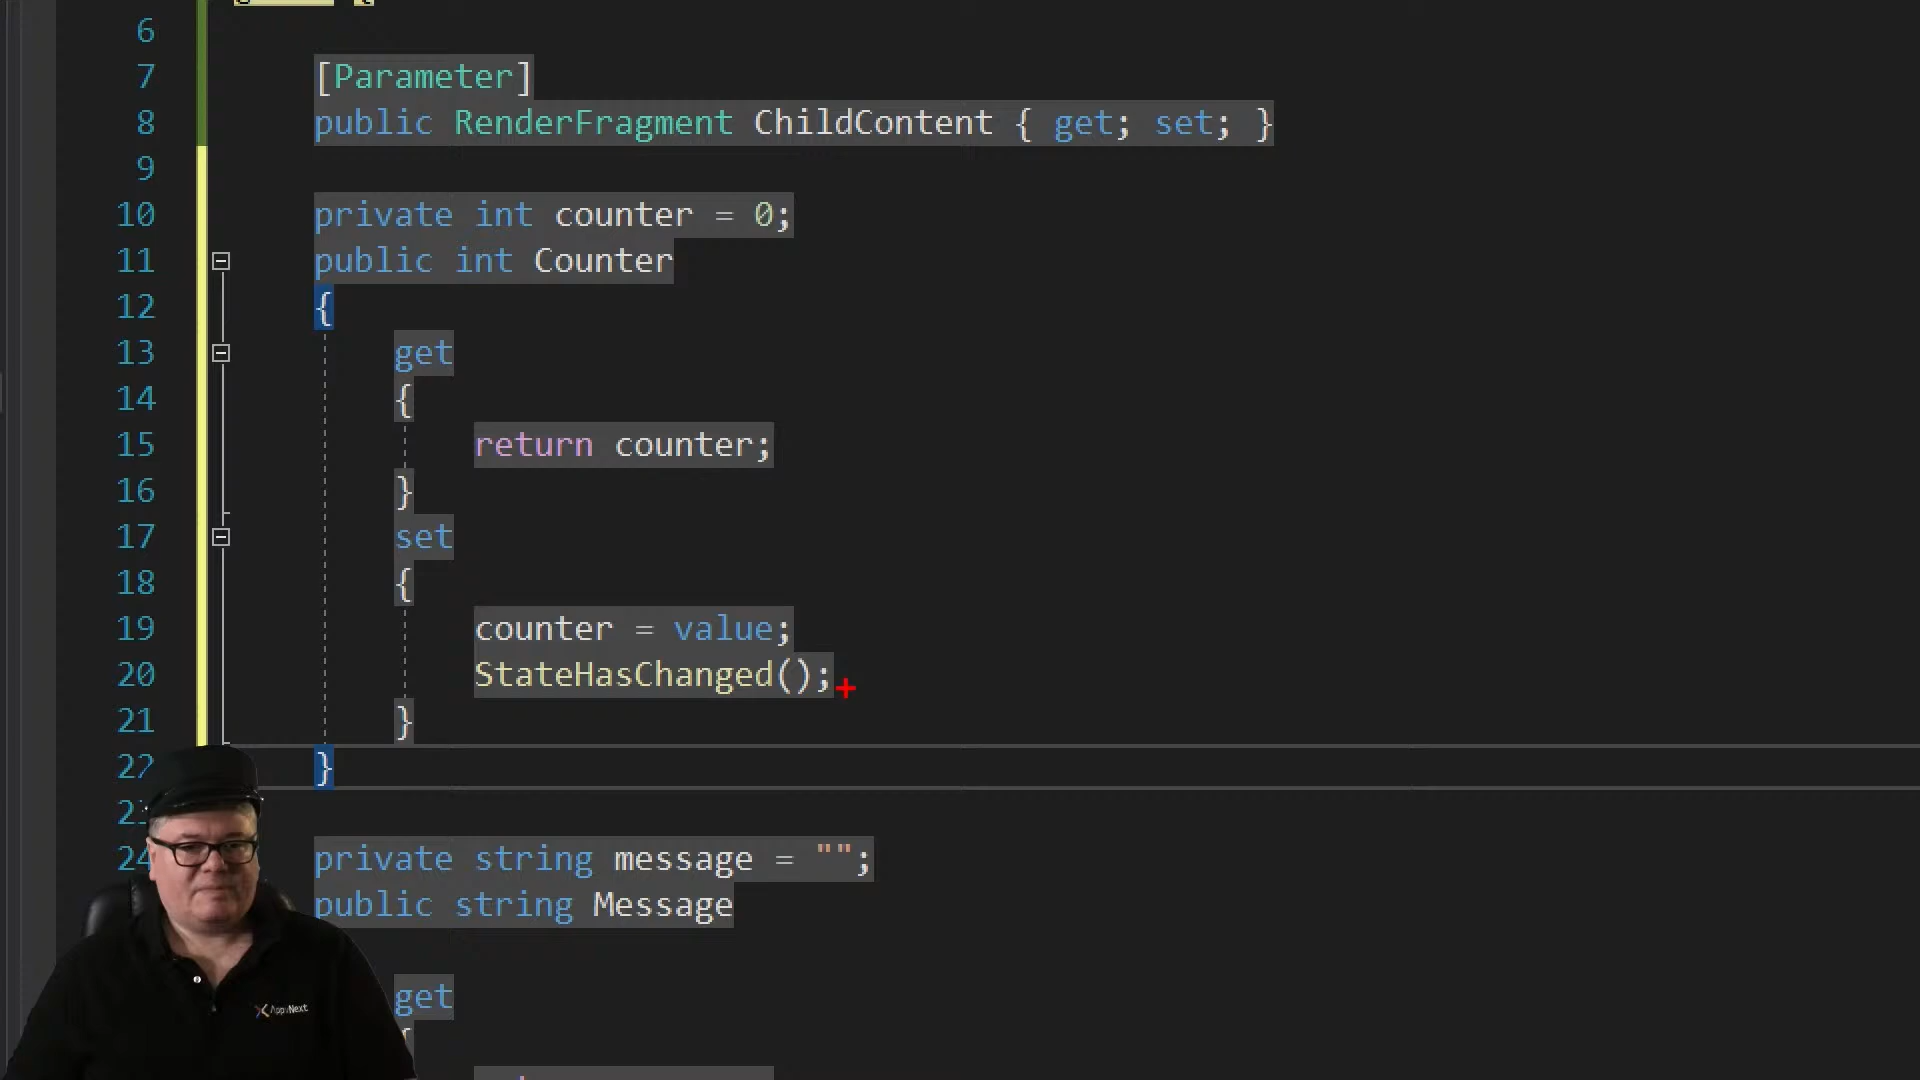 6
7 [Parameter]
8 public RenderFragment ChildContent { get; set; }
9
10 private int counter = 0;
11 public int Counter
12 {
13 get
14 {
15 return counter;
16 }
17 set
18 {
19 counter = value;
20 StateHasChanged();
21 }
22 }
24 private string message = "";
public string Message
get
AppvNext